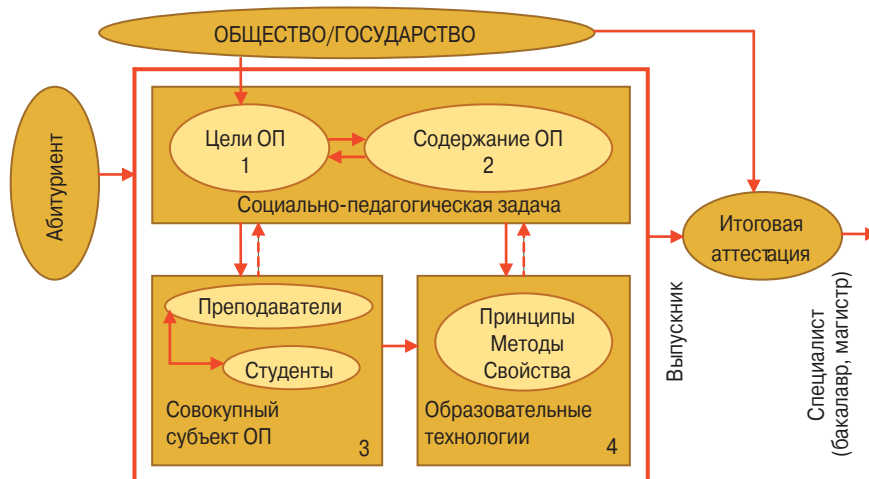 ОБЩЕСТВО/ГОСУДАРСТВО
Абитуриент
Цели ОП
1
Содержание ОП
2
Социально-педагогическая задача
Преподаватели
Студенты
Совокупный
субъект ОП
3
Принципы
Методы
Свойства
Образовательные
технологии
4
Выпускник
Итоговая
аттестация
Специалист
(бакалавр, магистр)